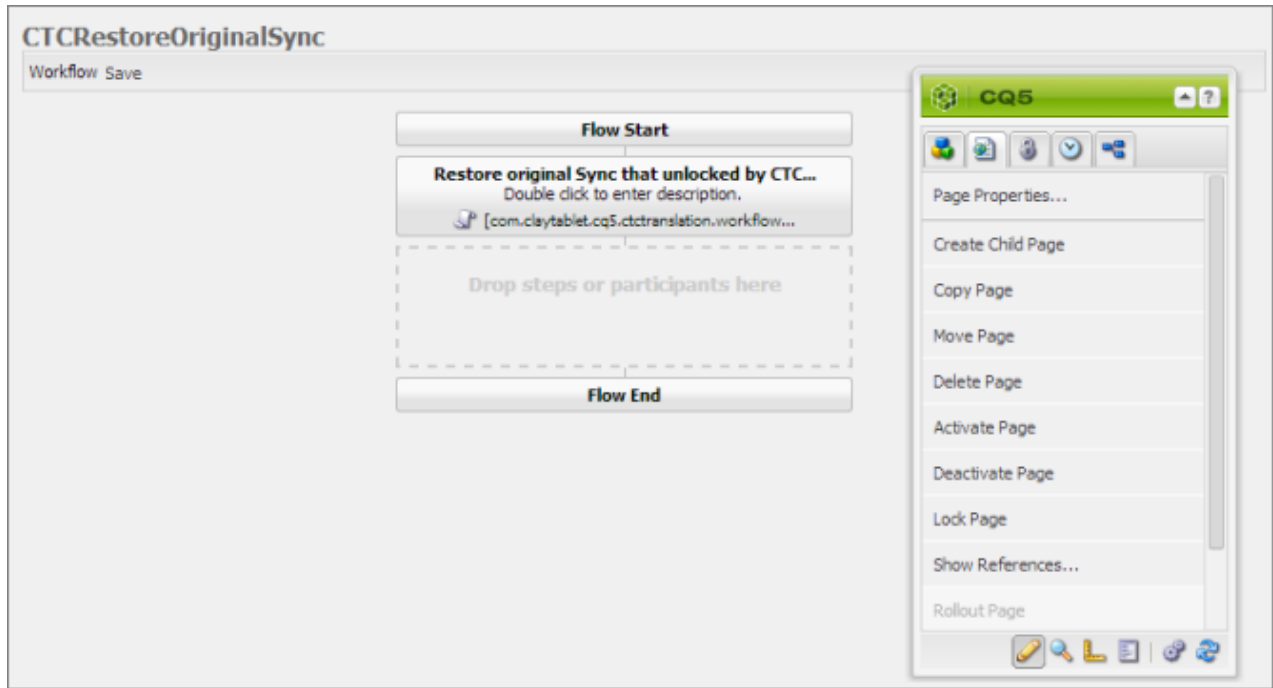 CTCRestoreOriginalSync
Workflow Save
Flow Start
Restore original Sync that unlocked by CTC...
Double click to enter description.
[com.claytablet.cq5.ctctranslation.workflow...
Drop steps or participants here
Flow End
CQ5
?
Page Properties...
Create Child Page
Copy Page
Move Page
Delete Page
Activate Page
Deactivate Page
Lock Page
Show References...
Rollout Page